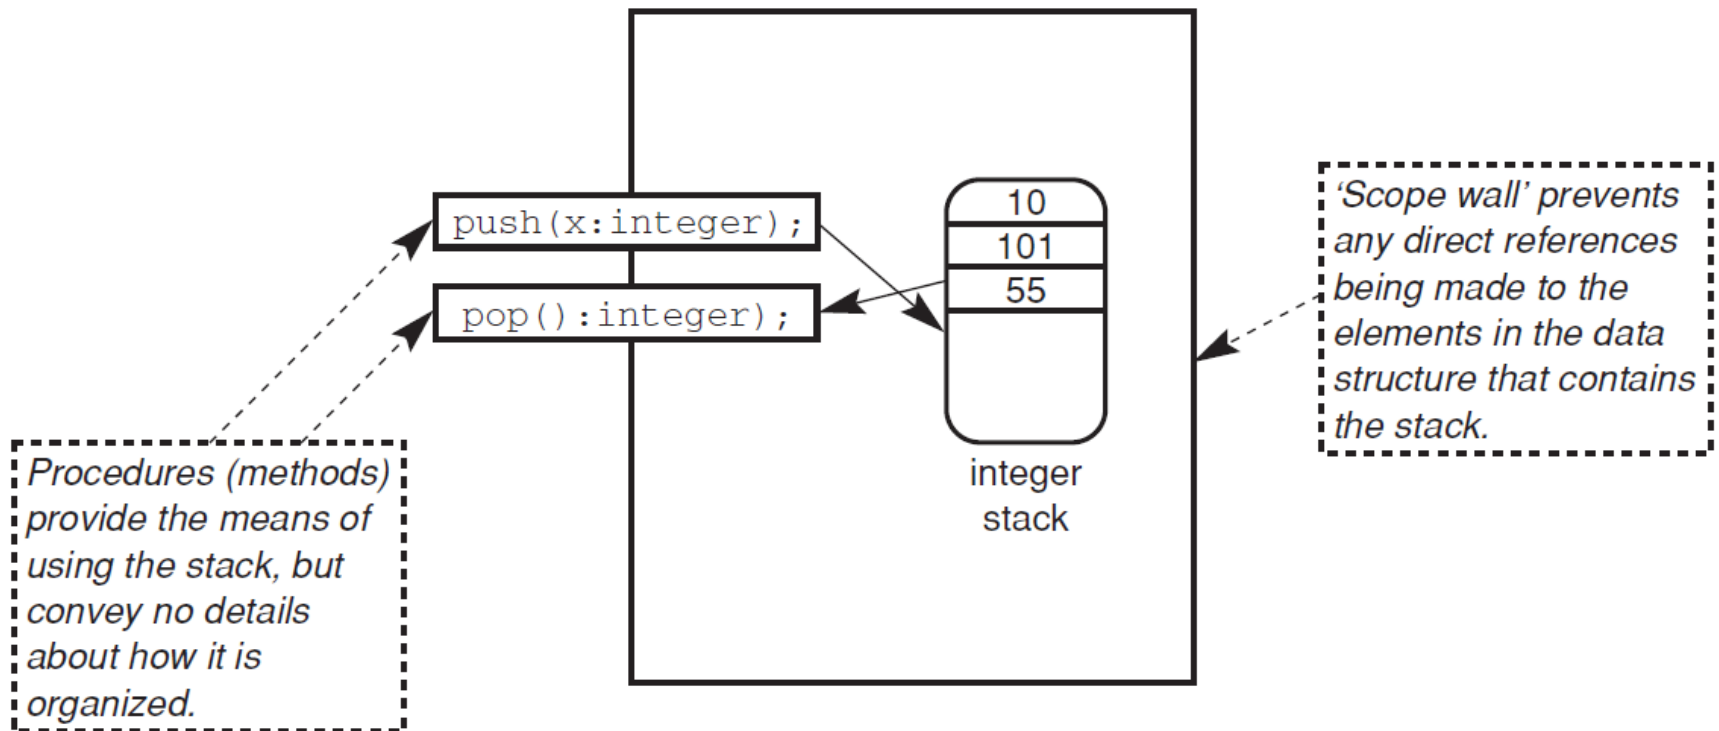 push(x:integer);
pop():integer);
10
101
55
integer
stack
‘Scope wall’ prevents
any direct references
being made to the
elements in the data
structure that contains
the stack.
Procedures (methods)
provide the means of
using the stack, but
convey no details
about how it is
organized.